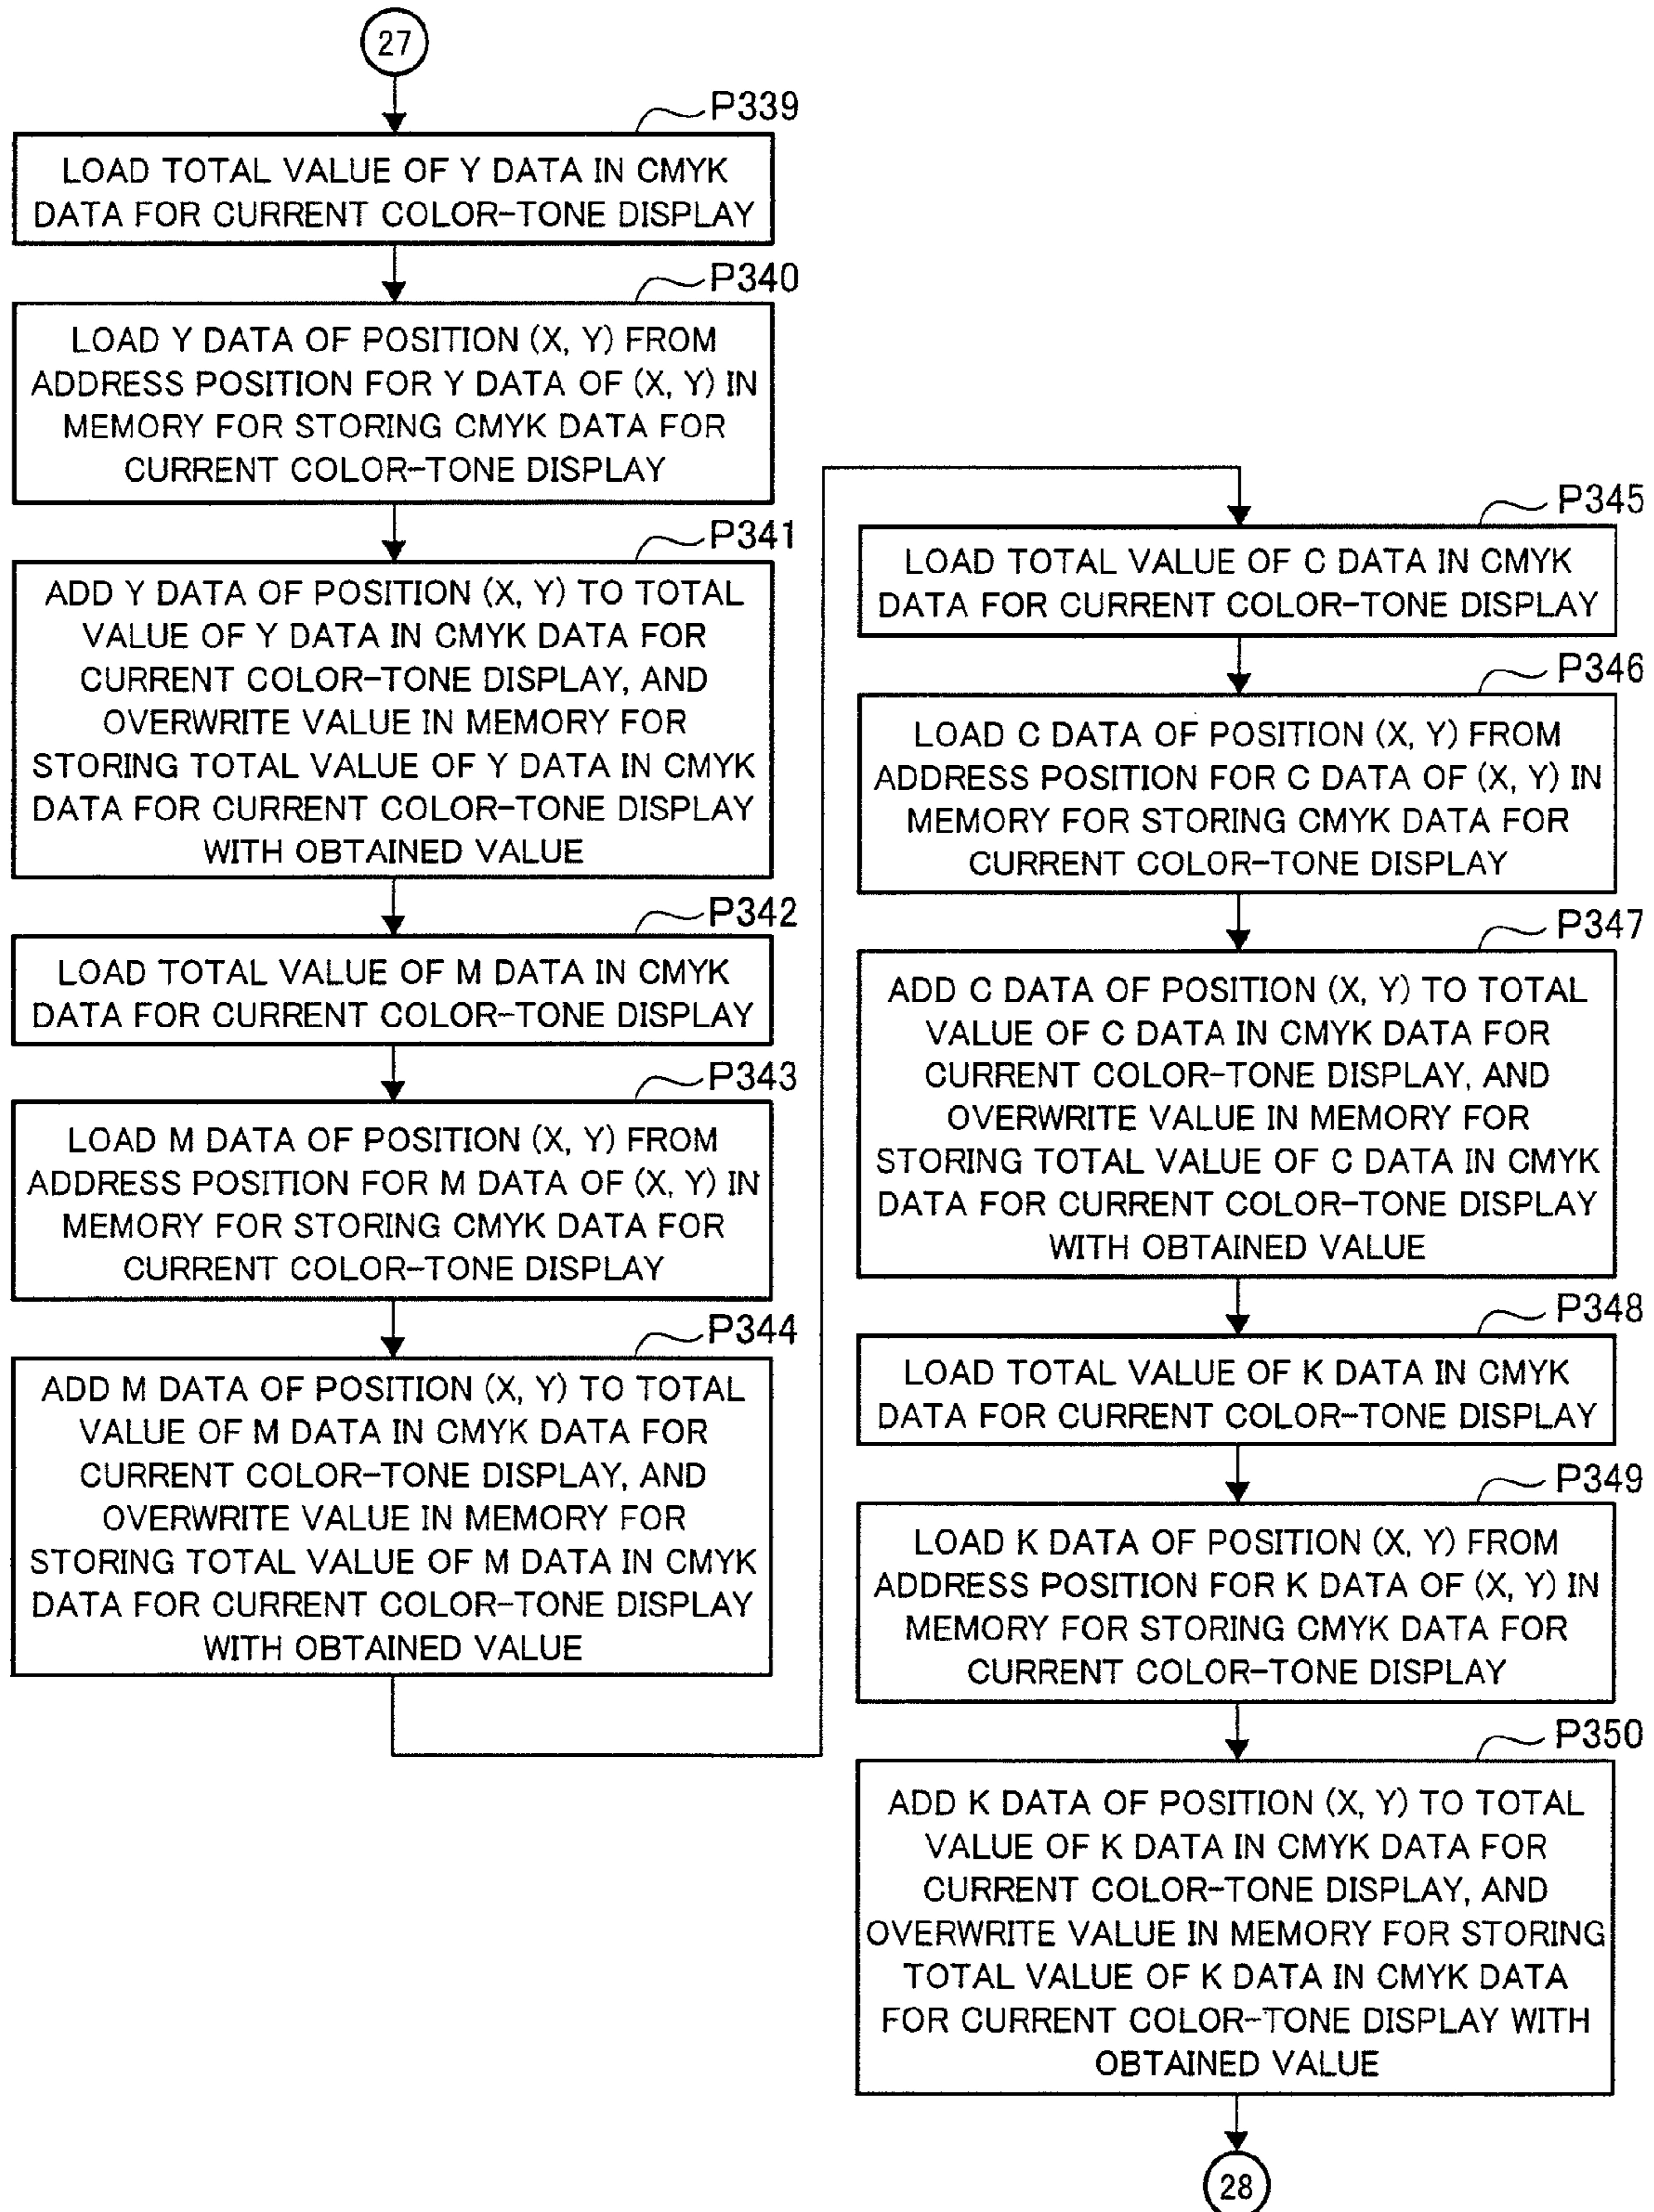 27
P339
LOAD TOTAL VALUE OF Y DATA IN CMYK
DATA FOR CURRENT COLOR-TONE DISPLAY
P340
LOAD Y DATA OF POSITION (X, Y) FROM
ADDRESS POSITION FOR Y DATA OF (X, Y) IN
MEMORY FOR STORING CMYK DATA FOR
CURRENT COLOR-TONE DISPLAY
P341
ADD Y DATA OF POSITION (X, Y) TO TOTAL
VALUE OF Y DATA IN CMYK DATA FOR
CURRENT COLOR-TONE DISPLAY, AND
OVERWRITE VALUE IN MEMORY FOR
STORING TOTAL VALUE OF Y DATA IN CMYK
DATA FOR CURRENT COLOR-TONE DISPLAY
WITH OBTAINED VALUE
P342
LOAD TOTAL VALUE OF M DATA IN CMYK
DATA FOR CURRENT COLOR-TONE DISPLAY
P343
LOAD M DATA OF POSITION (X, Y) FROM
ADDRESS POSITION FOR M DATA OF (X, Y) IN
MEMORY FOR STORING CMYK DATA FOR
CURRENT COLOR-TONE DISPLAY
P344
ADD M DATA OF POSITION (X, Y) TO TOTAL
VALUE OF M DATA IN CMYK DATA FOR
CURRENT COLOR-TONE DISPLAY, AND
OVERWRITE VALUE IN MEMORY FOR
STORING TOTAL VALUE OF M DATA IN CMYK
DATA FOR CURRENT COLOR-TONE DISPLAY
WITH OBTAINED VALUE
P345
LOAD TOTAL VALUE OF C DATA IN CMYK
DATA FOR CURRENT COLOR-TONE DISPLAY
P346
LOAD C DATA OF POSITION (X, Y) FROM
ADDRESS POSITION FOR C DATA OF (X, Y) IN
MEMORY FOR STORING CMYK DATA FOR
CURRENT COLOR-TONE DISPLAY
P347
ADD C DATA OF POSITION (X, Y) TO TOTAL
VALUE OF C DATA IN CMYK DATA FOR
CURRENT COLOR-TONE DISPLAY, AND
OVERWRITE VALUE IN MEMORY FOR
STORING TOTAL VALUE OF C DATA IN CMYK
DATA FOR CURRENT COLOR-TONE DISPLAY
WITH OBTAINED VALUE
P348
LOAD TOTAL VALUE OF K DATA IN CMYK
DATA FOR CURRENT COLOR-TONE DISPLAY
P349
LOAD K DATA OF POSITION (X, Y) FROM
ADDRESS POSITION FOR K DATA OF (X, Y) IN
MEMORY FOR STORING CMYK DATA FOR
CURRENT COLOR-TONE DISPLAY
P350
ADD K DATA OF POSITION (X, Y) TO TOTAL
VALUE OF K DATA IN CMYK DATA FOR
CURRENT COLOR-TONE DISPLAY, AND
OVERWRITE VALUE IN MEMORY FOR STORING
TOTAL VALUE OF K DATA IN CMYK DATA
FOR CURRENT COLOR-TONE DISPLAY WITH
OBTAINED VALUE
28